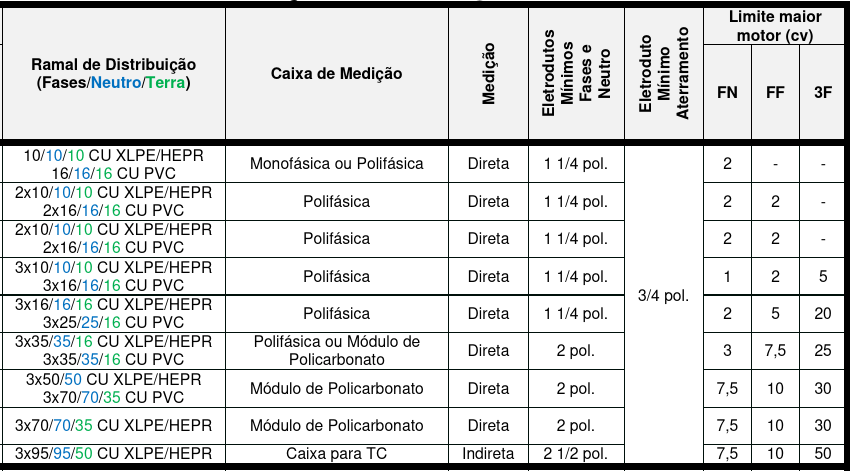 Limite maior
motor (cv)
Ramal de Distribuição
(Fases/Neutro/Terra)
Caixa de Medição
Medição
Eletrodutos
Mínimos
Fases e
Neutro
Eletroduto
Mínimo
Aterramento
FN FF 3F
10/10/10 CU XLPE/HEPR
16/16/16 CU PVC
Monofásica ou Polifásica
Direta
1 1/4 pol.
2 - -
2x10/10/10 CU XLPE/HEPR
2x16/16/16 CU PVC
Polifásica
Direta
1 1/4 pol.
2 2 -
2x10/10/10 CU XLPE/HEPR
2x16/16/16 CU PVC
Polifásica
Direta
1 1/4 pol.
2 2 -
3x10/10/10 CU XLPE/HEPR
3x16/16/16 CU PVC
Polifásica
Direta
1 1/4 pol.
1 2 5
3/4 pol.
3x16/16/16 CU XLPE/HEPR
3x25/25/16 CU PVC
Polifásica
Direta
1 1/4 pol.
2 5 20
3x35/35/16 CU XLPE/HEPR
3x35/35/16 CU PVC
Polifásica ou Módulo de
Policarbonato
Direta
2 pol.
3 7,5 25
3x50/50 CU XLPE/HEPR
3x70/70/35 CU PVC
Módulo de Policarbonato
Direta
2 pol.
7,5 10 30
3x70/70/35 CU XLPE/HEPR
Módulo de Policarbonato
Direta
2 pol.
7,5 10 30
3x95/95/50 CU XLPE/HEPR
Caixa para TC
Indireta
2 1/2 pol.
7,5 10 50